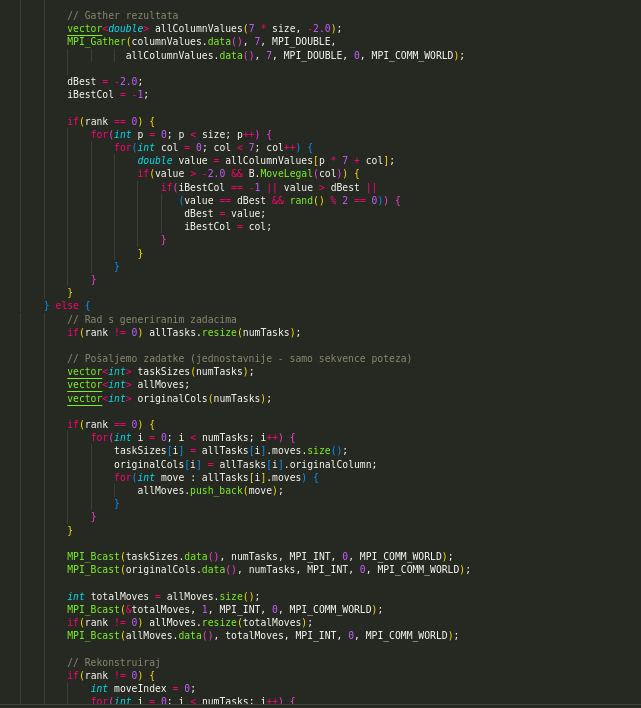 // Gather rezultata
vector<double> allColumnValues(7 * size, -2.0);
MPI_Gather(columnValues.data(), 7, MPI_DOUBLE,
allColumnValues.data(), 7, MPI_DOUBLE, 0, MPI_COMM_WORLD);
dBest = -2.0;
iBestCol = -1;
if(rank == 0) {
for(int p = 0; p < size; p++) {
for(int col = 0; col < 7; col++) {
double value = allColumnValues[p * 7 + col];
if(value > -2.0 && B.MoveLegal(col)) {
if(iBestCol == -1 || value > dBest ||
(value == dBest && rand() % 2 == 0)) {
dBest = value;
iBestCol = col;
}
}
}
}
}
} else {
// Rad s generiranim zadacima
if(rank != 0) allTasks.resize(numTasks);
// Pošaljemo zadatke (jednostavnije - samo sekvence poteza)
vector<int> taskSizes(numTasks);
vector<int> allMoves;
vector<int> originalCols(numTasks);
if(rank == 0) {
for(int i = 0; i < numTasks; i++) {
taskSizes[i] = allTasks[i].moves.size();
originalCols[i] = allTasks[i].originalColumn;
for(int move : allTasks[i].moves) {
allMoves.push_back(move);
}
}
}
MPI_Bcast(taskSizes.data(), numTasks, MPI_INT, 0, MPI_COMM_WORLD);
MPI_Bcast(originalCols.data(), numTasks, MPI_INT, 0, MPI_COMM_WORLD);
int totalMoves = allMoves.size();
MPI_Bcast(&totalMoves, 1, MPI_INT, 0, MPI_COMM_WORLD);
if(rank != 0) allMoves.resize(totalMoves);
MPI_Bcast(allMoves.data(), totalMoves, MPI_INT, 0, MPI_COMM_WORLD);
// Rekonstruiraj
if(rank != 0) {
int moveIndex = 0;
for(int i = 0; i < numTasks; i++) {